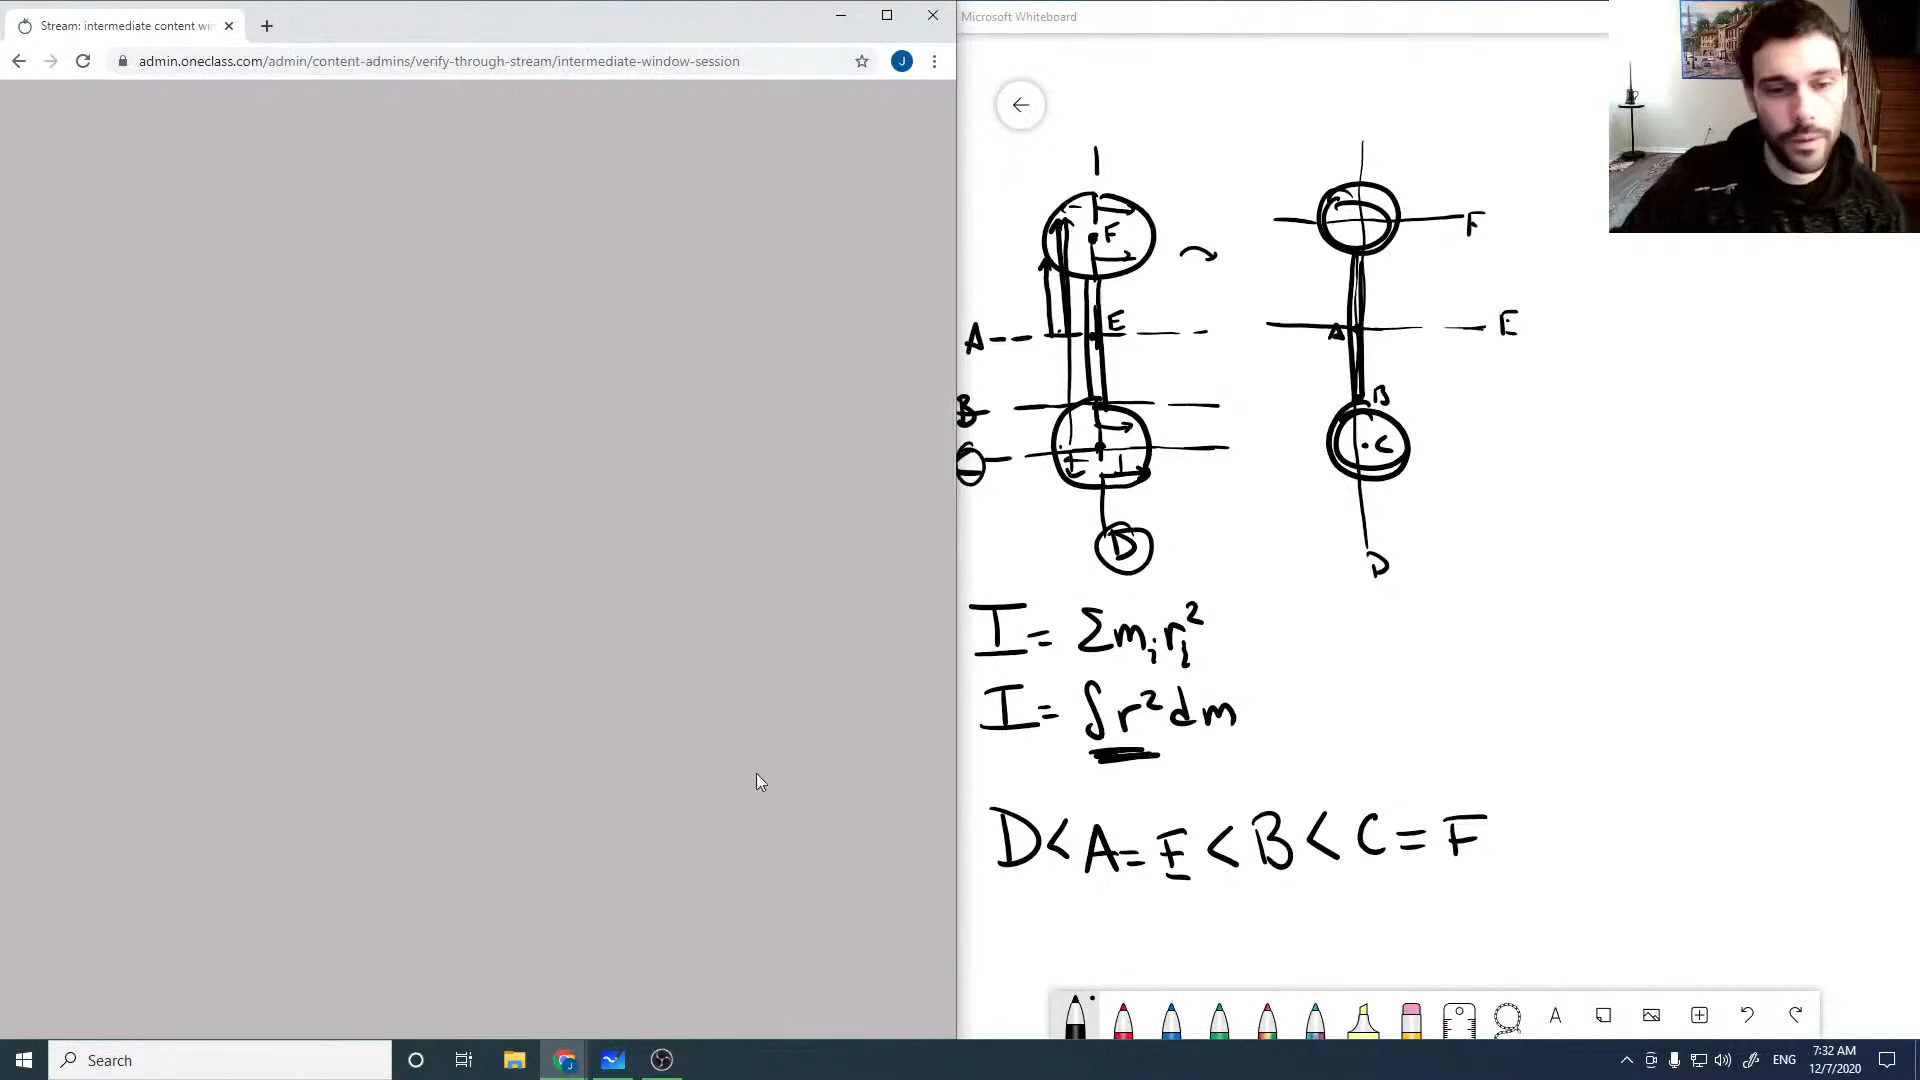 Stream: intermediate content wi
admin.oneclass.com/admin/content-admins/verify-through-stream/intermediate-window-session
J
Microsoft Whiteboard
F
F
A
E
A
E
B
B
C
D
D
I = Σmᵢrᵢ²
I = ∫r²dm
D < A = E < B < C = F
A
Search
J
ENG
7:32 AM
12/7/2020